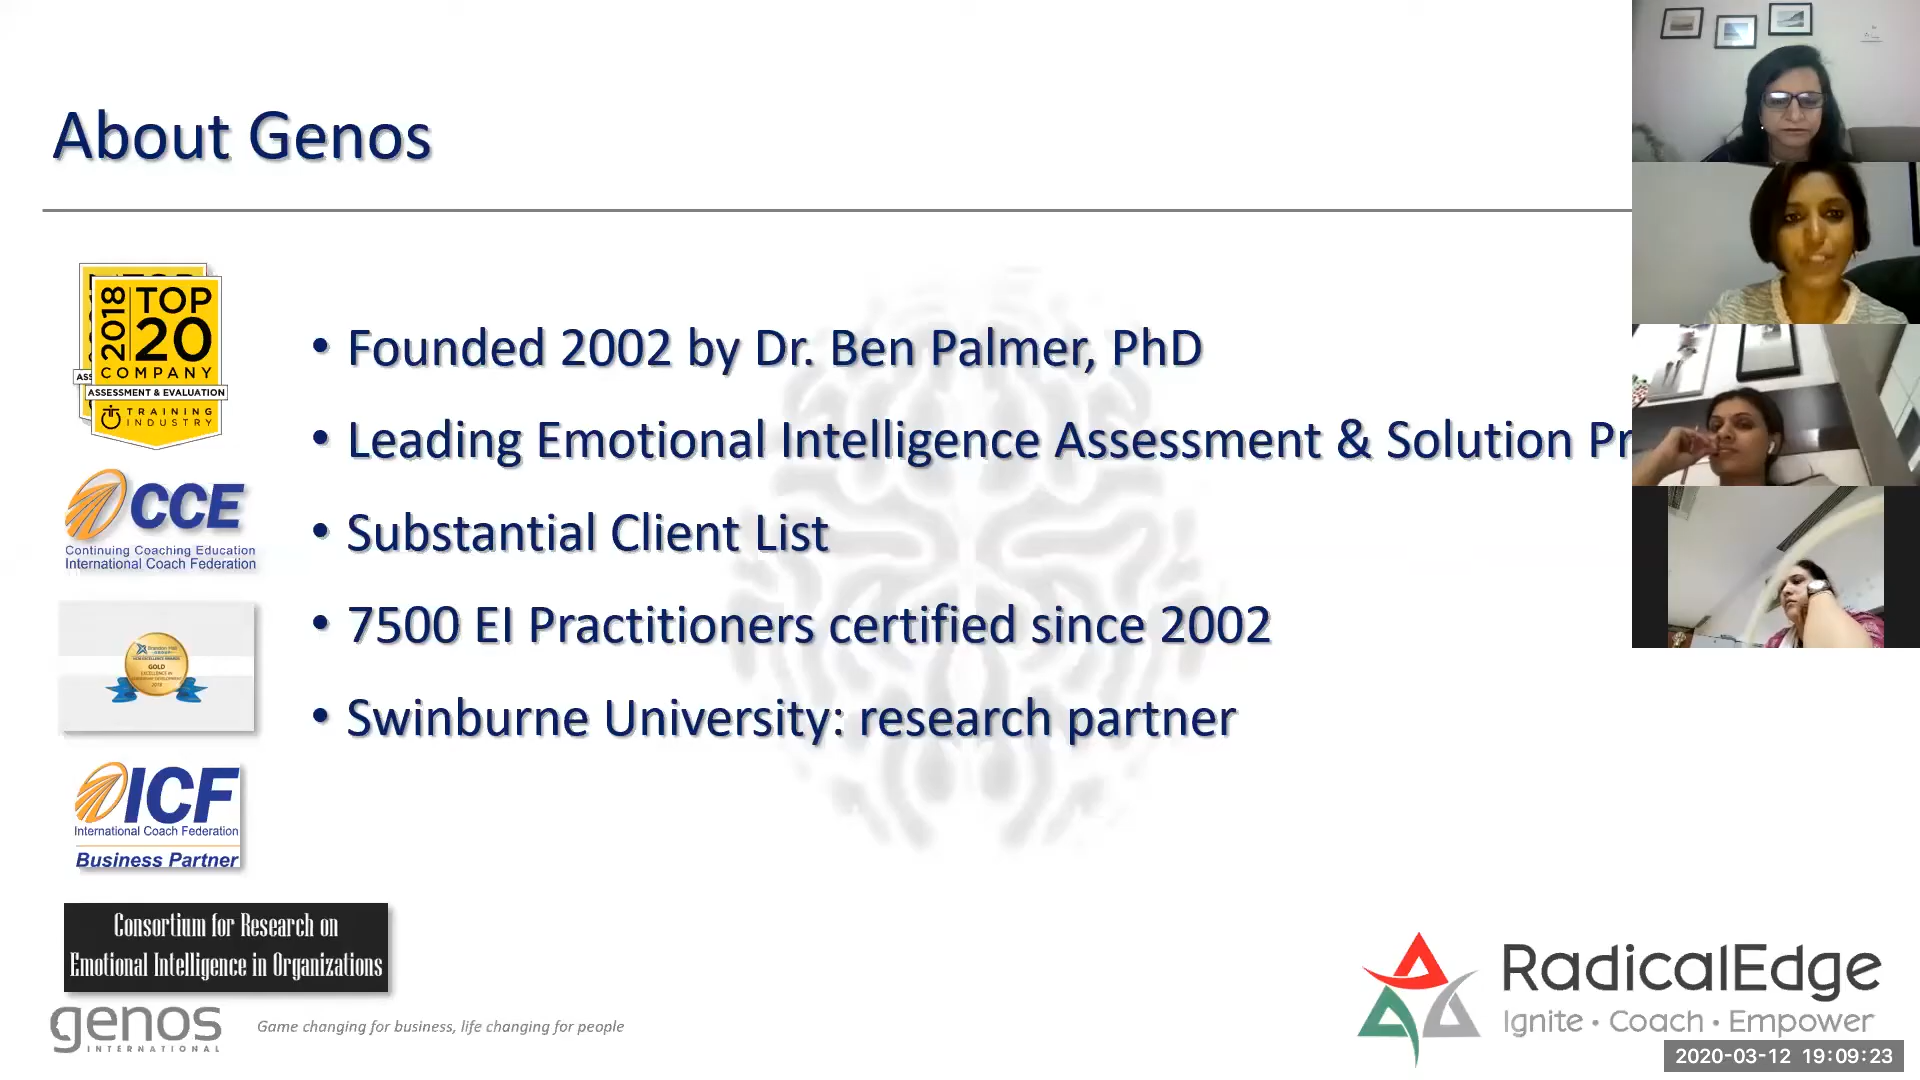 About Genos
2018 TOP 20
COMPANY
ASSESSMENT & EVALUATION
TRAINING
INDUSTRY
• Founded 2002 by Dr. Ben Palmer, PhD
• Leading Emotional Intelligence Assessment & Solution Pr
CCE
Continuing Coaching Education
International Coach Federation
• Substantial Client List
• 7500 EI Practitioners certified since 2002
GOLD
• Swinburne University: research partner
ICF
International Coach Federation
Business Partner
Consortium for Research on
Emotional Intelligence in Organizations
genos
INTERNATIONAL
Game changing for business, life changing for people
RadicalEdge
Ignite • Coach • Empower
2020-03-12 19:09:23